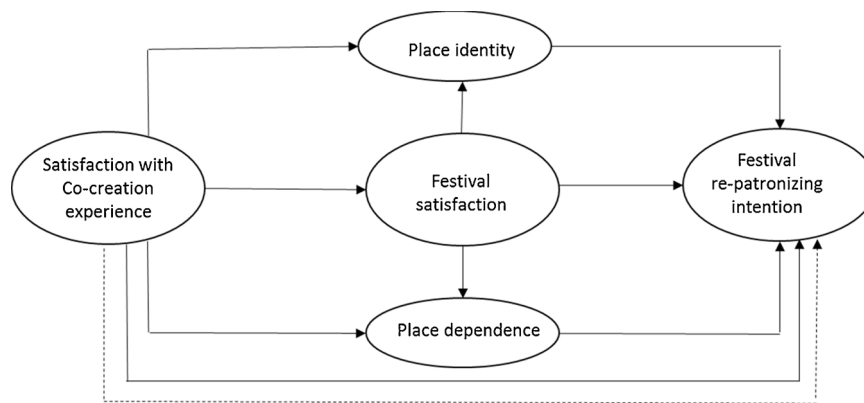 Place identity
Satisfaction with
Co-creation
experience
Festival
satisfaction
Festival
re-patronizing
intention
Place dependence